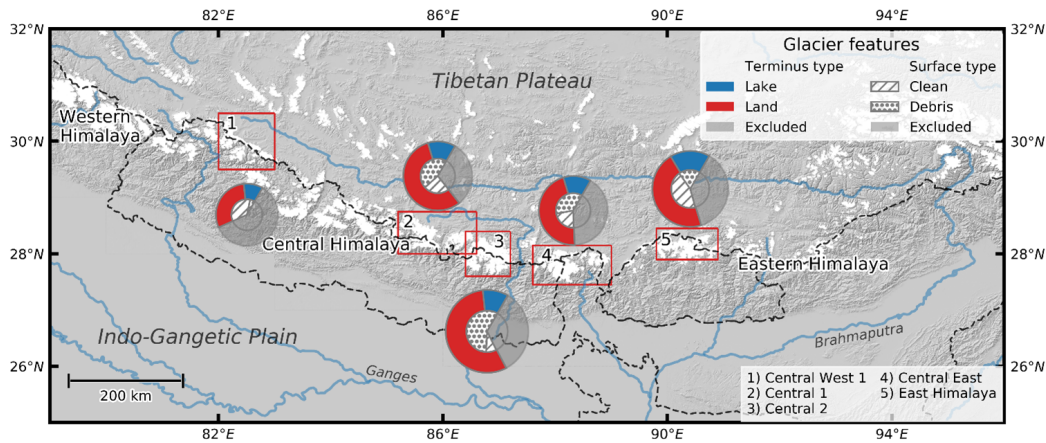 82°E 86°E 90°E 94°E
32°N 32°N
Glacier features
Terminus type Surface type
Lake Clean
Land Debris
Excluded Excluded
Tibetan Plateau
Western
Himalaya
1
30°N 30°N
2
3
4
5
Central Himalaya
Eastern Himalaya
28°N 28°N
Indo-Gangetic Plain
Brahmaputra
Ganges
26°N 26°N
200 km
1) Central West 1 4) Central East
2) Central 1 5) East Himalaya
3) Central 2
82°E 86°E 90°E 94°E